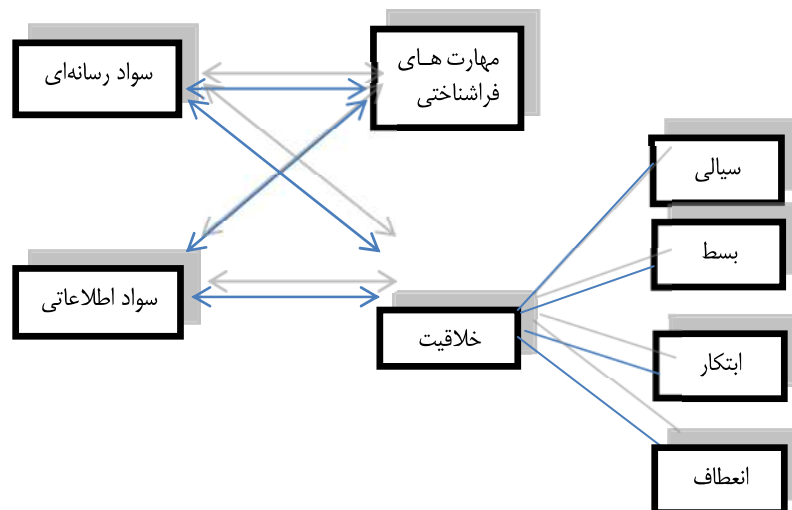 سواد رسانه‌ای
مهارت هـای
فراشناختی
سیالی
بسط
سواد اطلاعاتی
خلاقیت
ابتکار
انعطاف